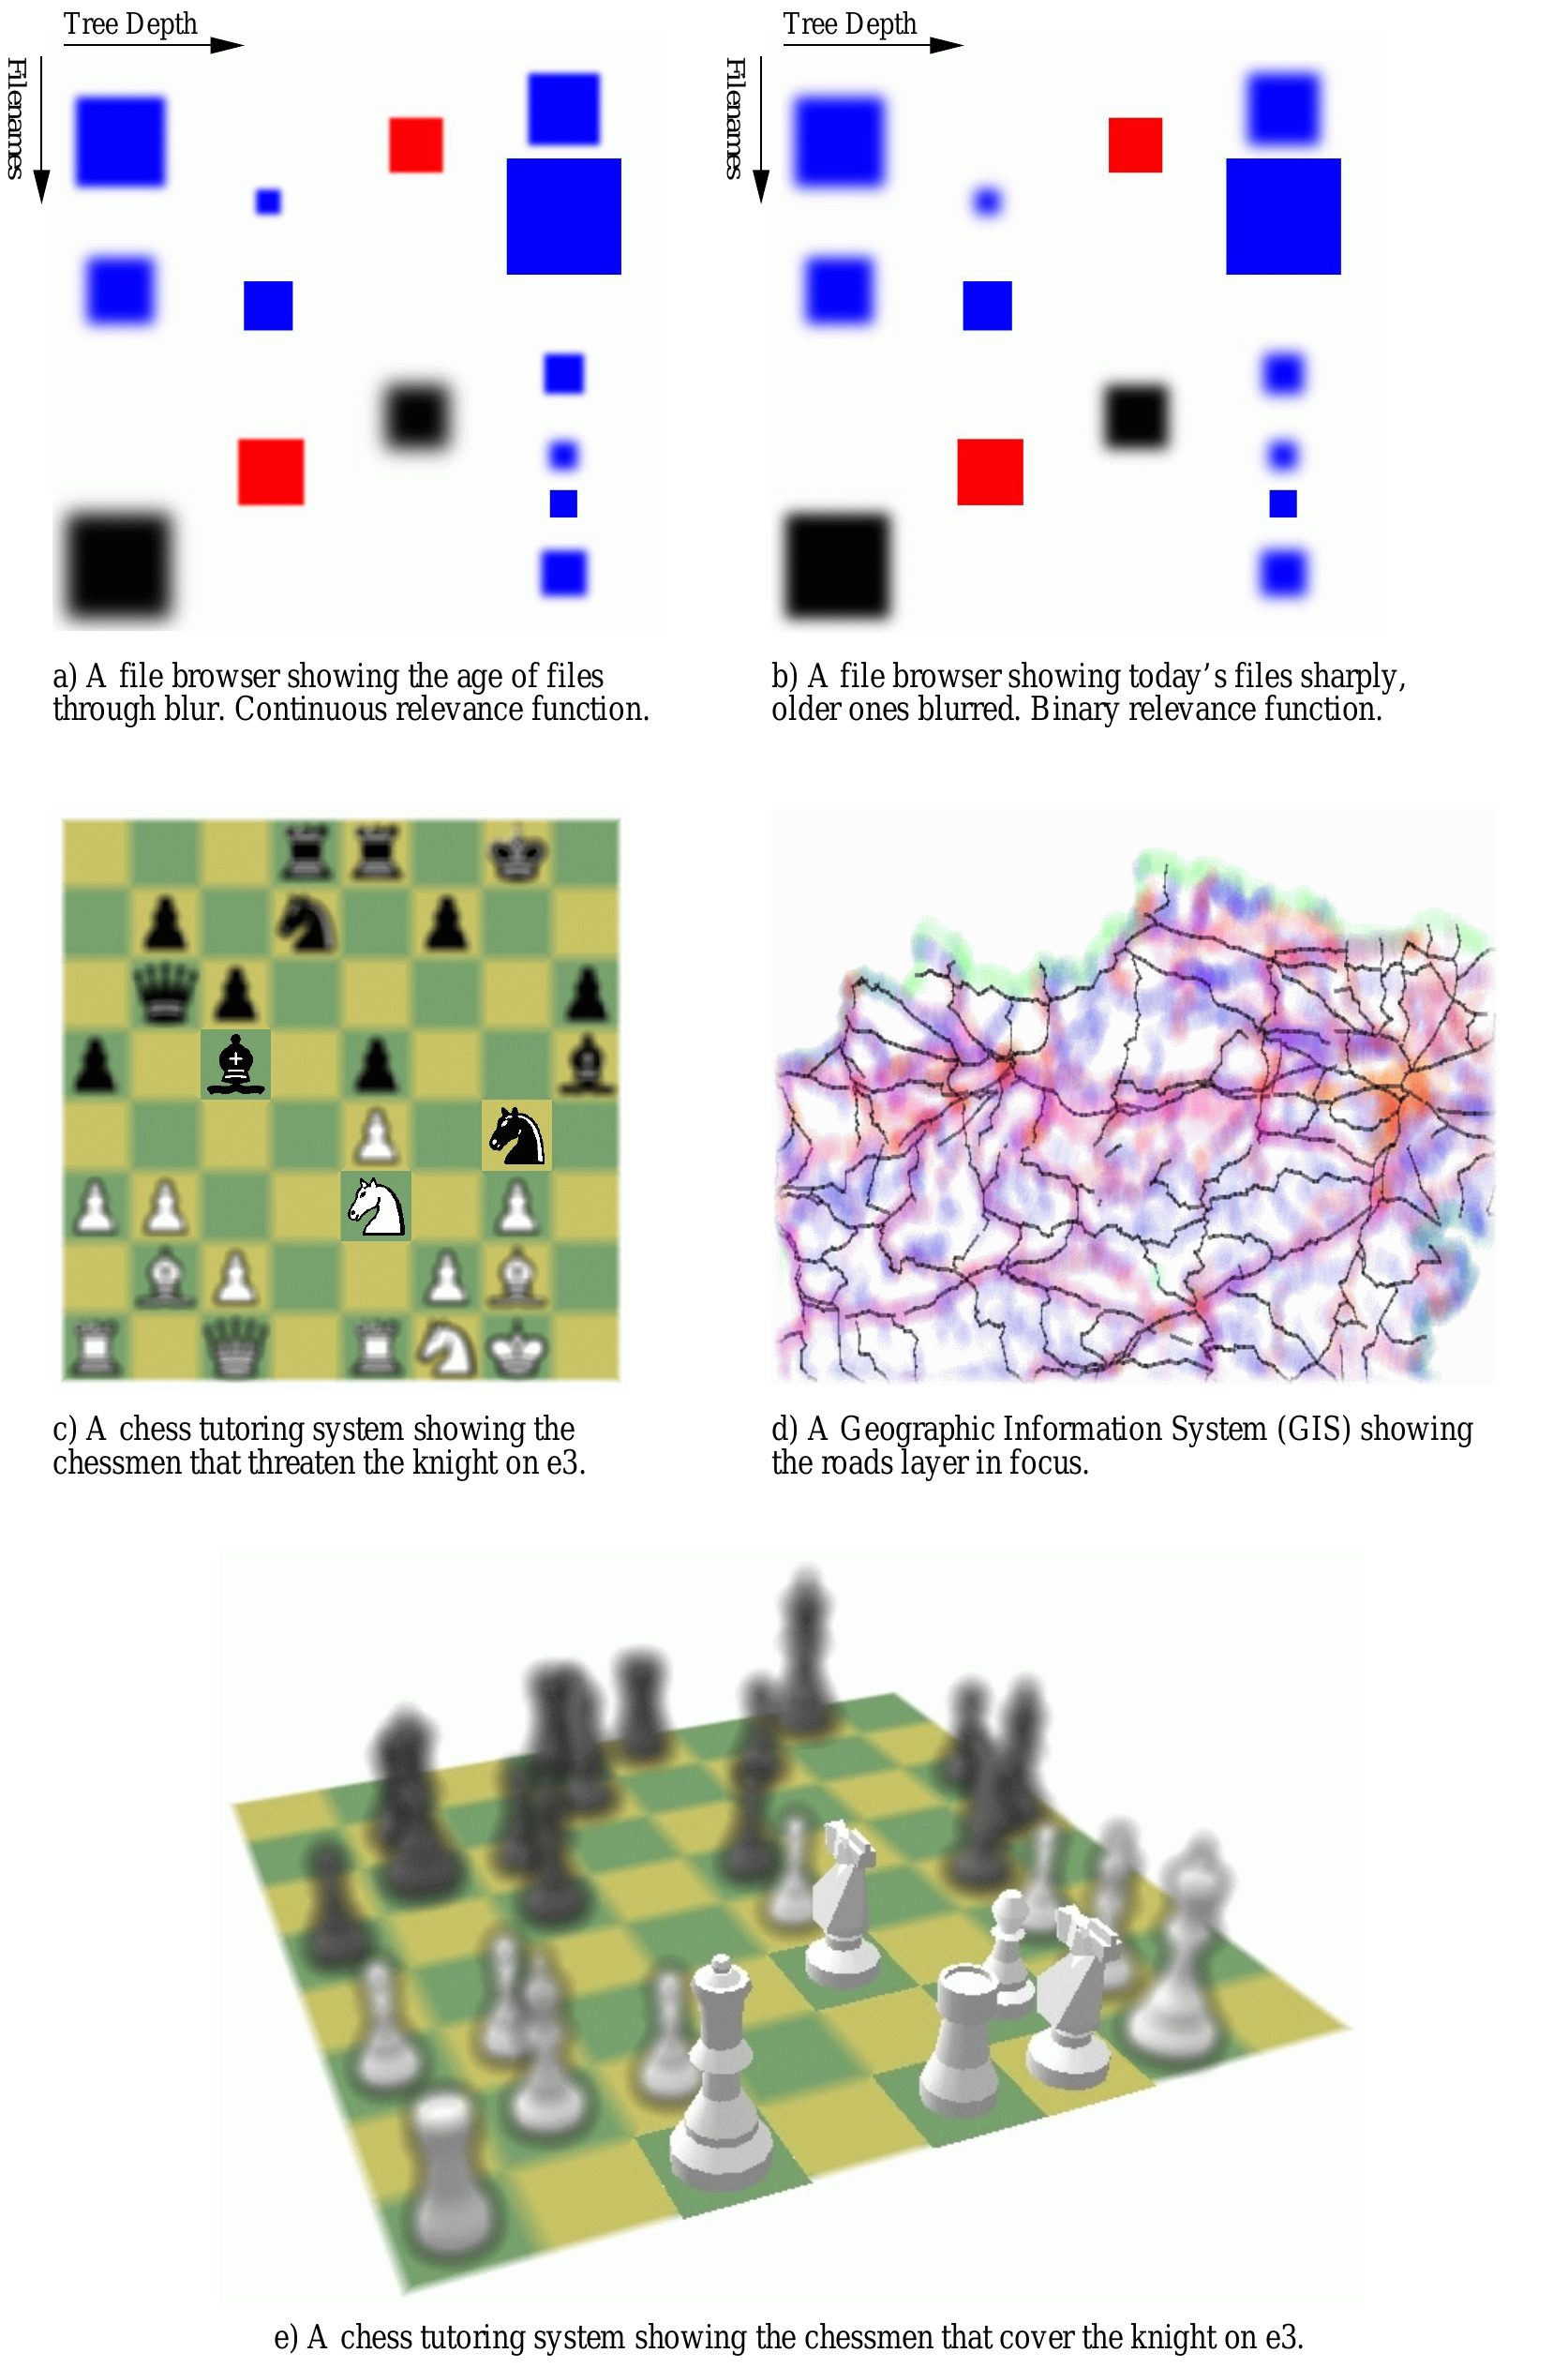 Tree Depth
Filenames
Tree Depth
Filenames
a) A file browser showing the age of files
through blur. Continuous relevance function.
b) A file browser showing today's files sharply,
older ones blurred. Binary relevance function.
c) A chess tutoring system showing the
chessmen that threaten the knight on e3.
d) A Geographic Information System (GIS) showing
the roads layer in focus.
e) A chess tutoring system showing the chessmen that cover the knight on e3.